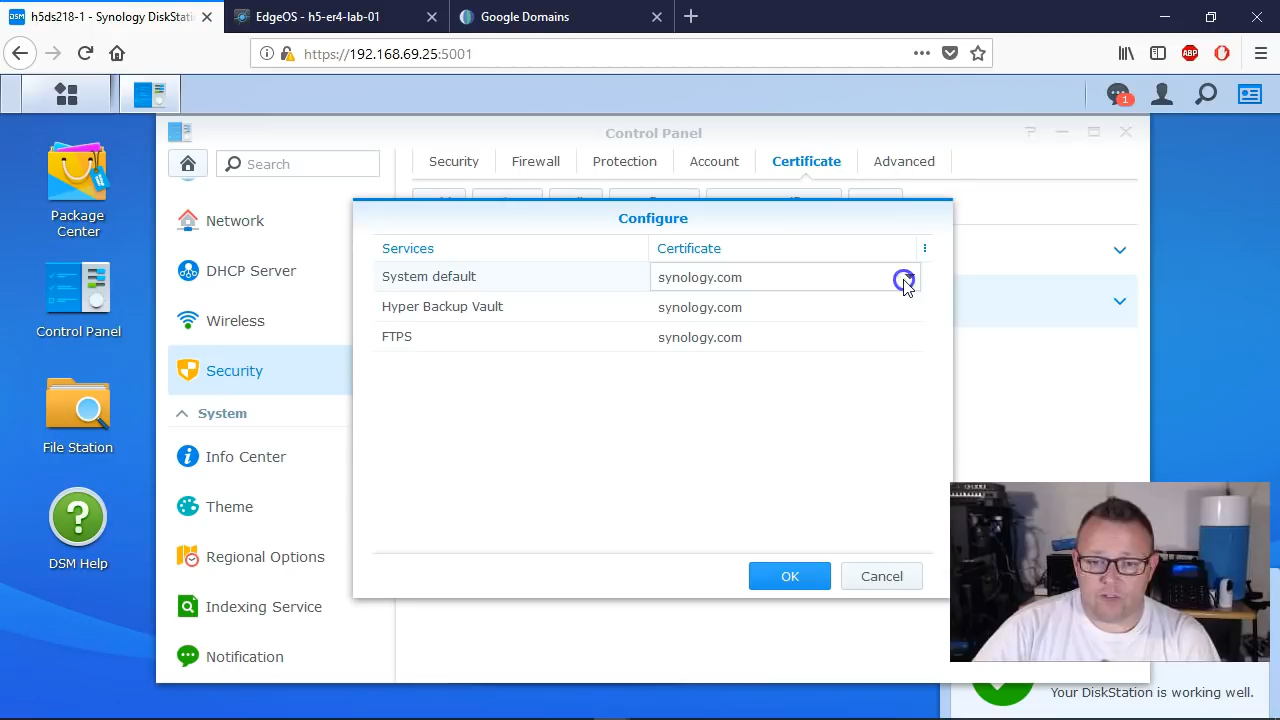 DSM h5ds218-1 - Synology DiskStati
EdgeOS - h5-er4-lab-01
Google Domains
https://192.168.69.25:5001
ABP
1
Control Panel
Search
Security Firewall Protection Account Certificate Advanced
Package
Center
Control Panel
File Station
DSM Help
Network
DHCP Server
Wireless
Security
System
Info Center
Theme
Regional Options
Indexing Service
Notification
Configure
Services Certificate
System default synology.com
Hyper Backup Vault synology.com
FTPS synology.com
OK Cancel
Your DiskStation is working well.